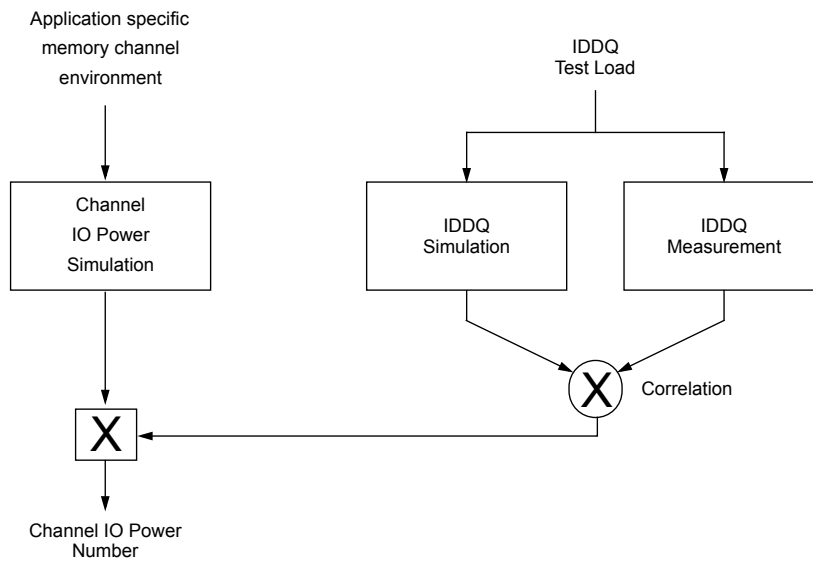 Application specific
memory channel
environment
IDDQ
Test Load
Channel
IO Power
Simulation
IDDQ
Simulation
IDDQ
Measurement
X
Correlation
X
Channel IO Power
Number